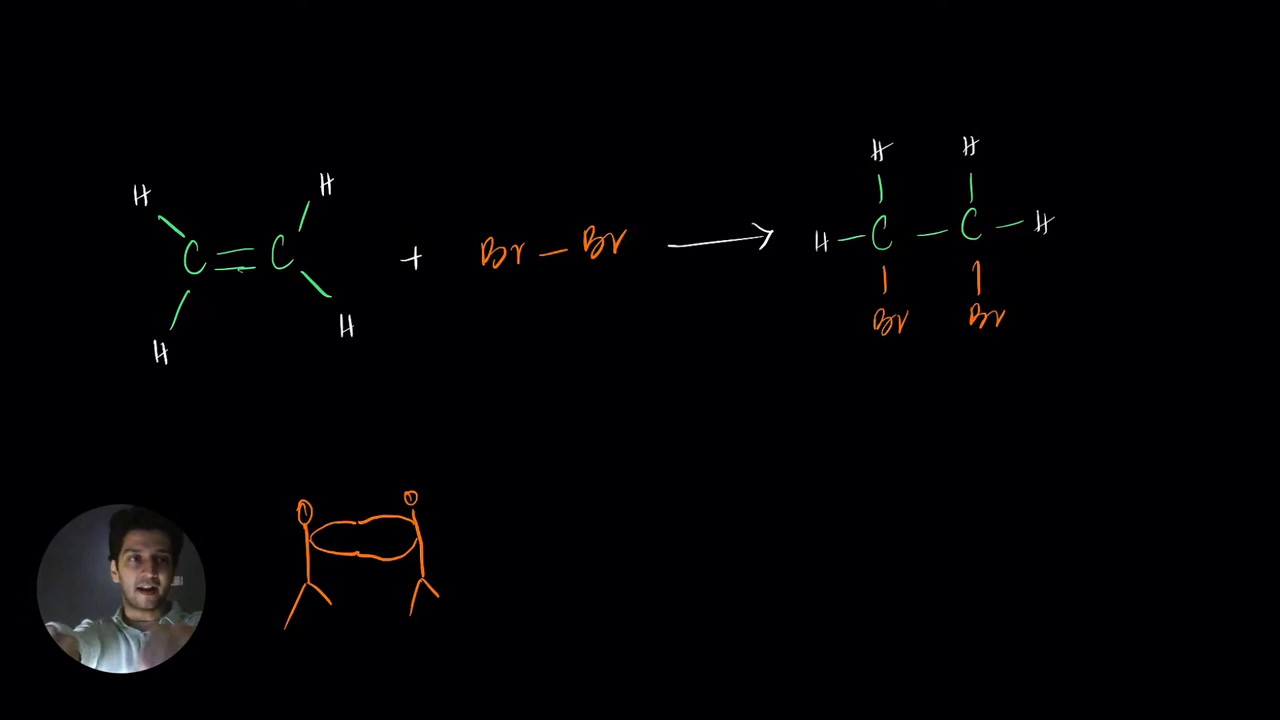 H H H H
C = C + Br – Br → H – C – C – H
H H Br Br